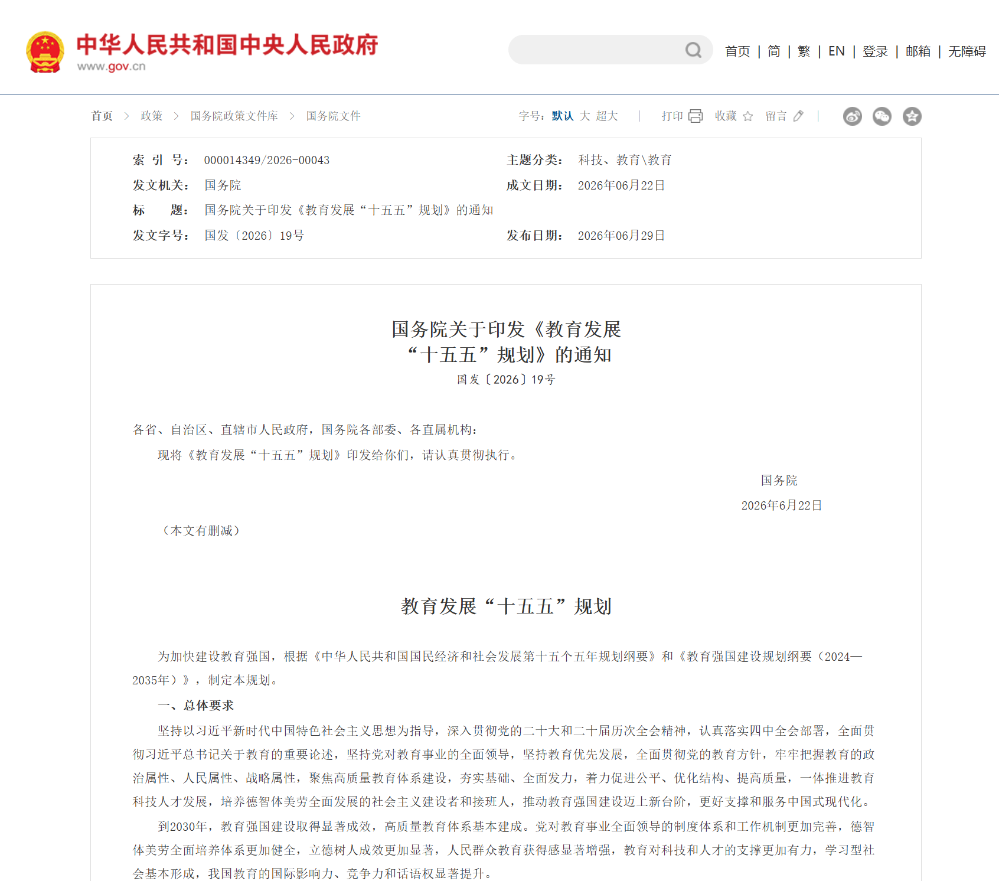 中华人民共和国中央人民政府
www.gov.cn
首页 | 简 | 繁 | EN | 登录 | 邮箱 | 无障碍
首页 > 政策 > 国务院政策文件库 > 国务院文件
字号：默认 大 超大 | 打印 收藏 留言 |
索 引 号： 000014349/2026-00043 主题分类： 科技、教育\教育
发文机关： 国务院 成文日期： 2026年06月22日
标 题： 国务院关于印发《教育发展“十五五”规划》的通知
发文字号： 国发〔2026〕19号 发布日期： 2026年06月29日
国务院关于印发《教育发展
“十五五”规划》的通知
国发〔2026〕19号
各省、自治区、直辖市人民政府，国务院各部委、各直属机构：
现将《教育发展“十五五”规划》印发给你们，请认真贯彻执行。
国务院
2026年6月22日
（本文有删减）
教育发展“十五五”规划
为加快建设教育强国，根据《中华人民共和国国民经济和社会发展第十五个五年规划纲要》和《教育强国建设规划纲要（2024—
2035年）》，制定本规划。
一、总体要求
坚持以习近平新时代中国特色社会主义思想为指导，深入贯彻党的二十大和二十届历次全会精神，认真落实四中全会部署，全面贯
彻习近平总书记关于教育的重要论述，坚持党对教育事业的全面领导，坚持教育优先发展，全面贯彻党的教育方针，牢牢把握教育的政
治属性、人民属性、战略属性，聚焦高质量教育体系建设，夯实基础、全面发力，着力促进公平、优化结构、提高质量，一体推进教育
科技人才发展，培养德智体美劳全面发展的社会主义建设者和接班人，推动教育强国建设迈上新台阶，更好支撑和服务中国式现代化。
到2030年，教育强国建设取得显著成效，高质量教育体系基本建成。党对教育事业全面领导的制度体系和工作机制更加完善，德智
体美劳全面培养体系更加健全，立德树人成效更加显著，人民群众教育获得感显著增强，教育对科技和人才的支撑更加有力，学习型社
会基本形成，我国教育的国际影响力、竞争力和话语权显著提升。